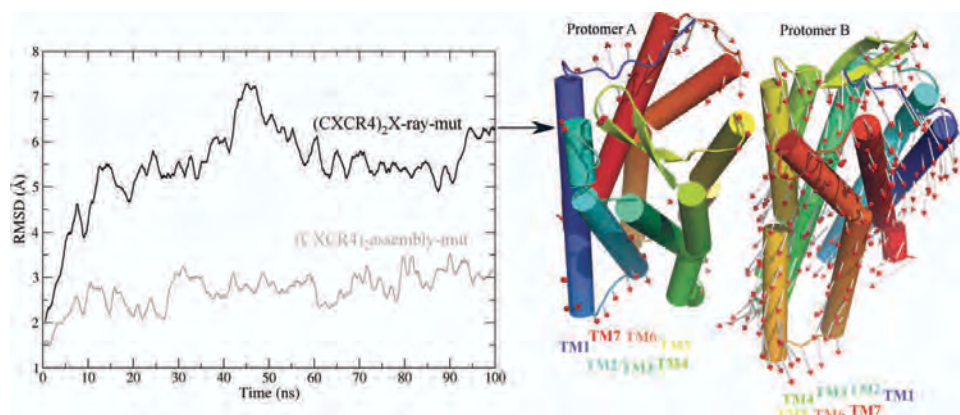 8
7
6
5
4
3
2
1
RMSD (Å)
0 10 20 30 40 50 60 70 80 90 100
Time (ns)
(CXCR4)₂X-ray-mut
(CXCR4)₂assembly-mut
Protomer A
Protomer B
TM1 TM7 TM6 TM5
TM2 TM3 TM4
TM4 TM3 TM2 TM1
TM6 TM7